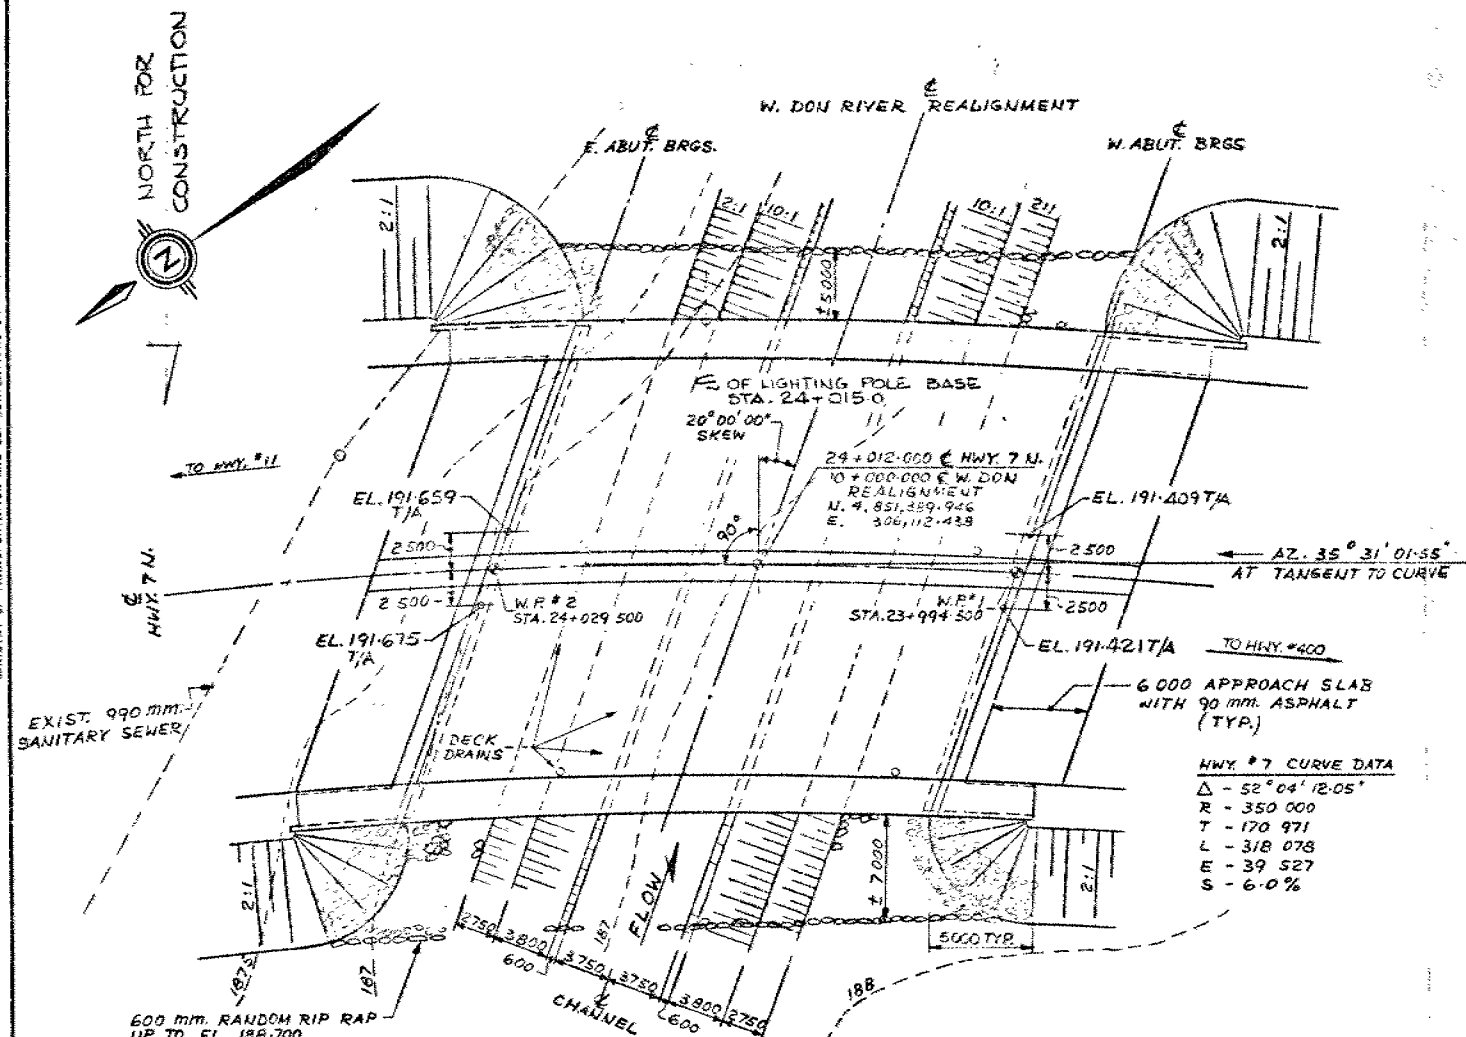 NORTH FOR
CONSTRUCTION
N
W. DON RIVER REALIGNMENT
℄
E. ABUT. BRGS.
℄
W. ABUT. BRGS
℄
2:1
2:1
10:1
10:1
2:1
2:1
±5000
℄ OF LIGHTING POLE BASE
STA. 24+015.0
20°00'00"
SKEW
TO HWY. #11
24+012.000 ℄ HWY. 7 N.
10+000.000 ℄ W. DON
REALIGNMENT
N. 4,851,389.946
E. 306,112.438
EL. 191.659
T/A
EL. 191.409 T/A
90°
2500
2500
AZ. 35° 31' 01.55"
AT TANGENT TO CURVE
℄
HWY. 7 N.
2500
W.P. #2
STA. 24+029.500
W.P. #1
STA. 23+994.500
2500
EL. 191.675
T/A
EL. 191.421 T/A
TO HWY. #400
6000 APPROACH SLAB
WITH 90 mm. ASPHALT
(TYP.)
EXIST. 990 mm.
SANITARY SEWER
DECK
DRAINS
HWY. #7 CURVE DATA
Δ - 52° 04' 12.05"
R - 350 000
T - 170 971
L - 318 078
E - 39 527
S - 6.0 %
2:1
FLOW
±7000
2:1
5000 TYP.
2750
3800
600
3750
3750
3800
600
2750
187
187.5
187
188
℄
CHANNEL
600 mm. RANDOM RIP RAP
UP TO EL. 188.700